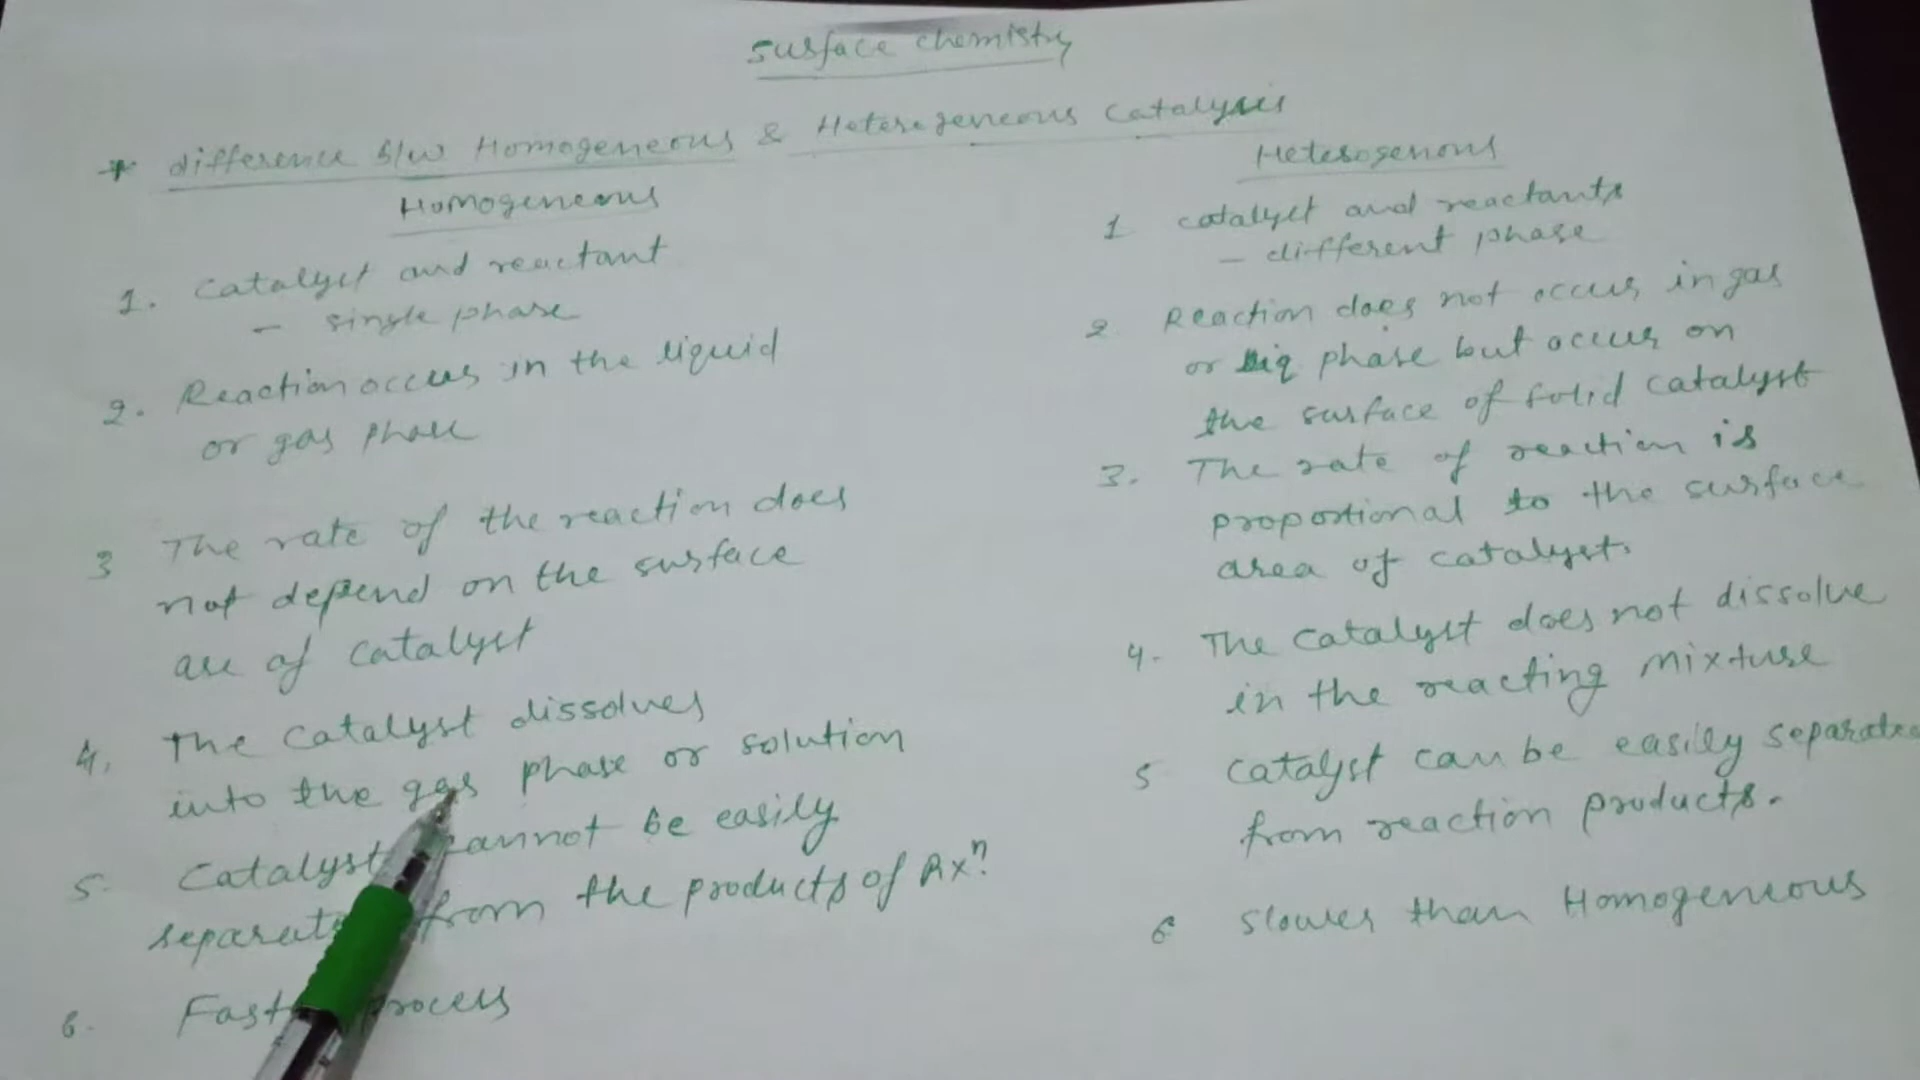 surface chemistry
* difference b/w Homogeneous & Heterogeneous Catalysis
Homogeneous
1. catalyst and reactant
- single phase
2. Reaction occurs in the liquid
or gas phase
3 The rate of the reaction does
not depend on the surface
are of catalyst
4. The catalyst dissolves
into the gas phase or solution
5. Catalyst cannot be easily
from the products of Rxn
6. process
Heterogenous
1 catalyst and reactants
- different phase
2 Reaction does not occur in gas
or liq phase but occur on
the surface of solid catalyst
3. The rate of reaction is
proportional to the surface
area of catalyst.
4. The catalyst does not dissolve
in the reacting mixture
5 catalyst can be easily separate
from reaction products.
6 slower than Homogeneous